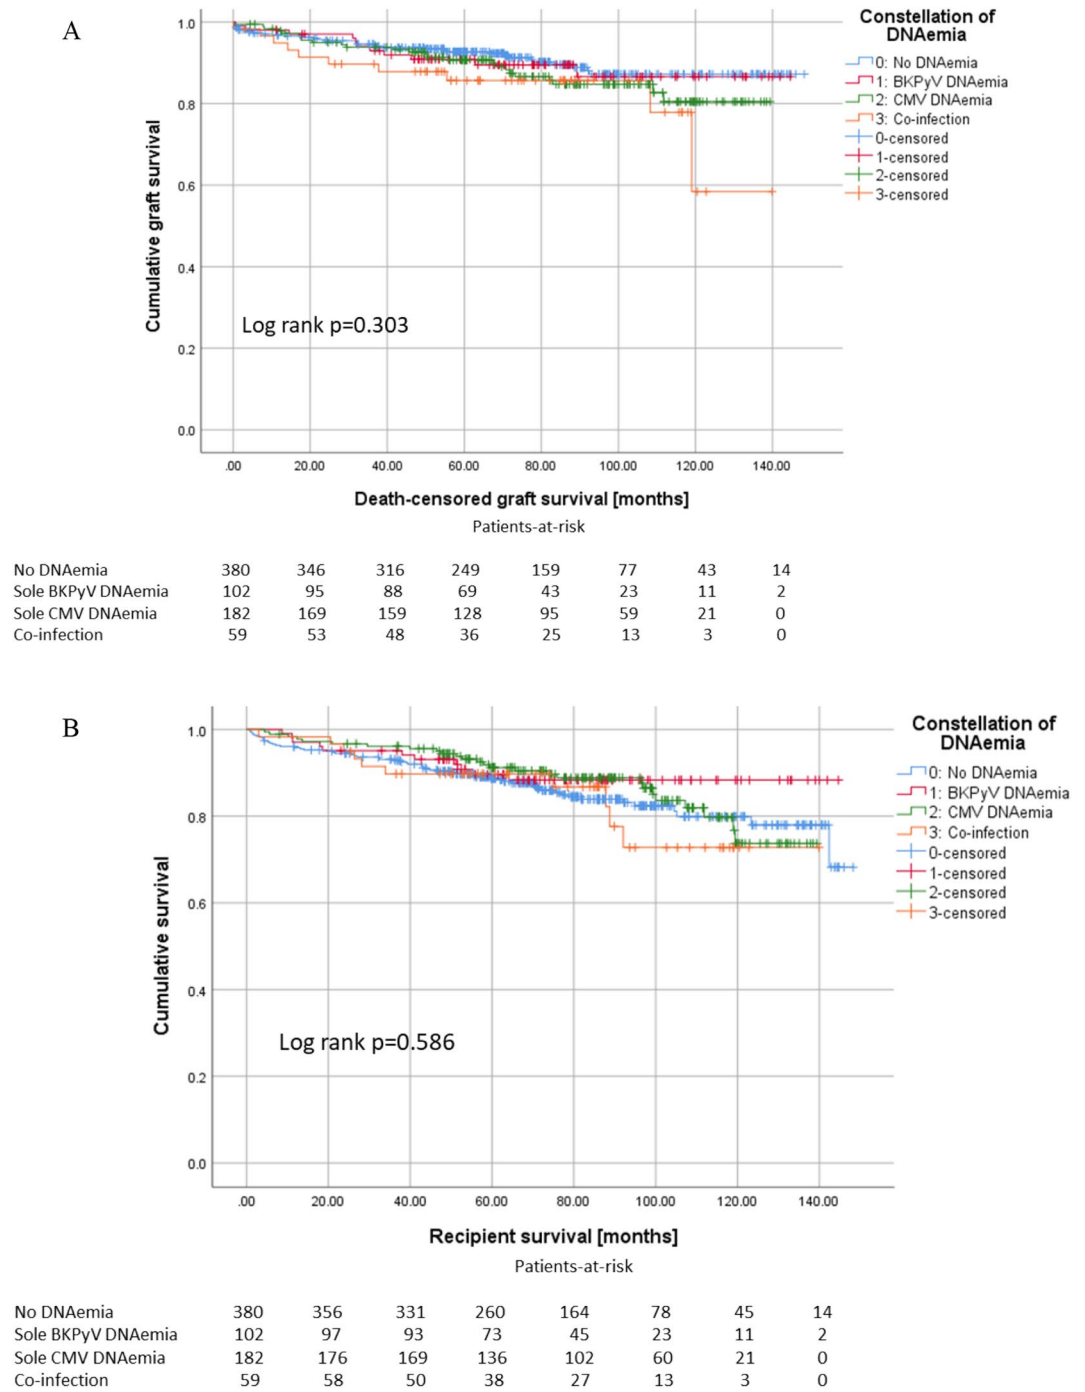 A
Constellation of
DNAemia
0: No DNAemia
1: BKPyV DNAemia
2: CMV DNAemia
3: Co-infection
0-censored
1-censored
2-censored
3-censored
Cumulative graft survival
1.0
0.8
0.6
0.4
0.2
0.0
Log rank p=0.303
.00 20.00 40.00 60.00 80.00 100.00 120.00 140.00
Death-censored graft survival [months]
Patients-at-risk
No DNAemia 380 346 316 249 159 77 43 14
Sole BKPyV DNAemia 102 95 88 69 43 23 11 2
Sole CMV DNAemia 182 169 159 128 95 59 21 0
Co-infection 59 53 48 36 25 13 3 0
B
Constellation of
DNAemia
0: No DNAemia
1: BKPyV DNAemia
2: CMV DNAemia
3: Co-infection
0-censored
1-censored
2-censored
3-censored
Cumulative survival
1.0
0.8
0.6
0.4
0.2
0.0
Log rank p=0.586
.00 20.00 40.00 60.00 80.00 100.00 120.00 140.00
Recipient survival [months]
Patients-at-risk
No DNAemia 380 356 331 260 164 78 45 14
Sole BKPyV DNAemia 102 97 93 73 45 23 11 2
Sole CMV DNAemia 182 176 169 136 102 60 21 0
Co-infection 59 58 50 38 27 13 3 0